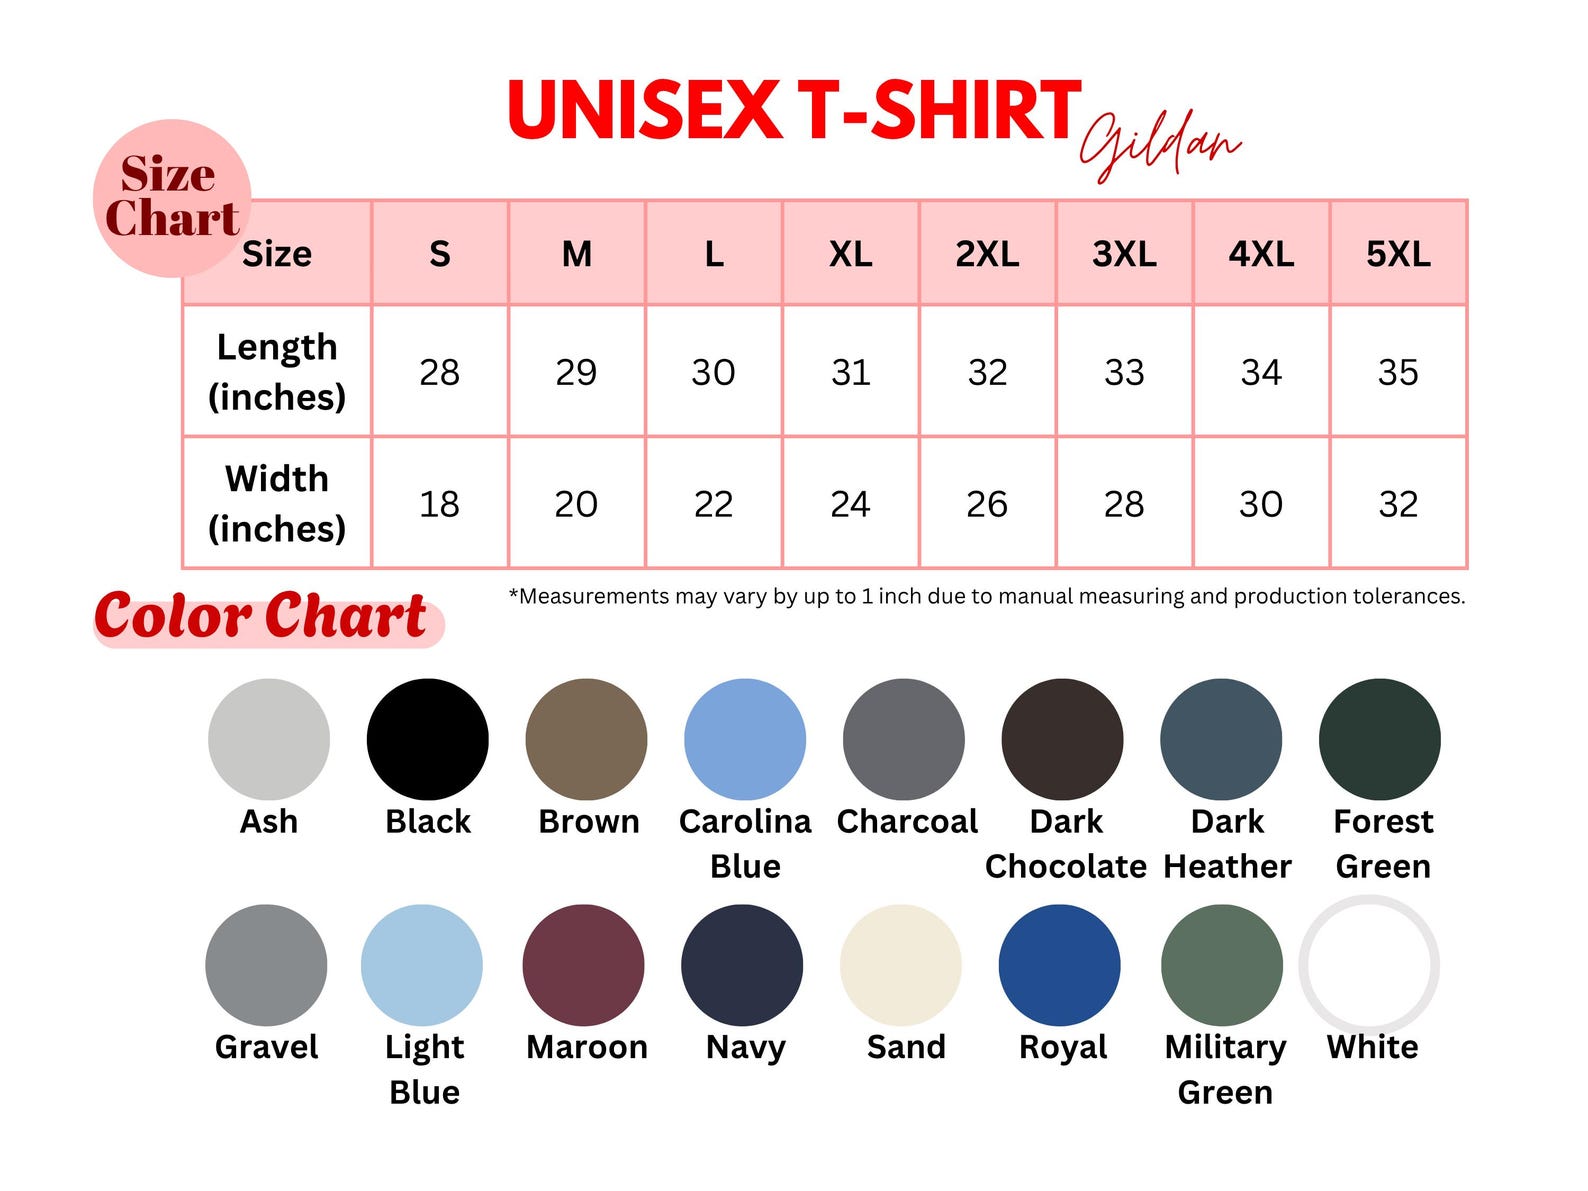 UNISEX T-SHIRT
Gildan
Size
Chart
Size S M L XL 2XL 3XL 4XL 5XL
Length
(inches) 28 29 30 31 32 33 34 35
Width
(inches) 18 20 22 24 26 28 30 32
*Measurements may vary by up to 1 inch due to manual measuring and production tolerances.
Color Chart
Ash
Black
Brown
Carolina
Blue
Charcoal
Dark
Chocolate
Dark
Heather
Forest
Green
Gravel
Light
Blue
Maroon
Navy
Sand
Royal
Military
Green
White